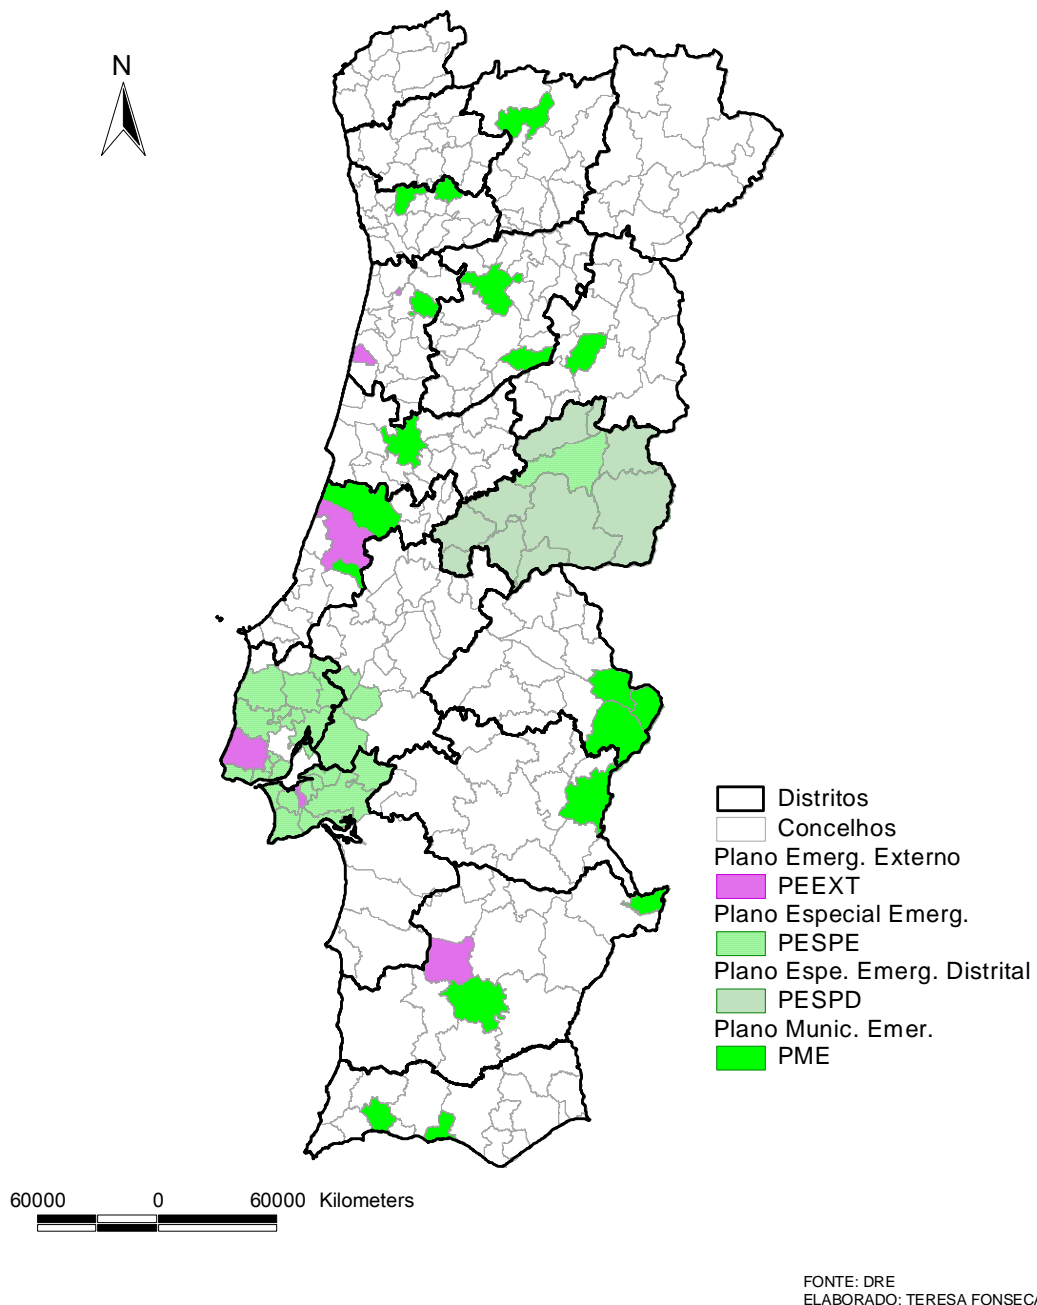 N
Distritos
Concelhos
Plano Emerg. Externo
PEEXT
Plano Especial Emerg.
PESPE
Plano Espe. Emerg. Distrital
PESPD
Plano Munic. Emer.
PME
60000 0 60000 Kilometers
FONTE: DRE
ELABORADO: TERESA FONSECA